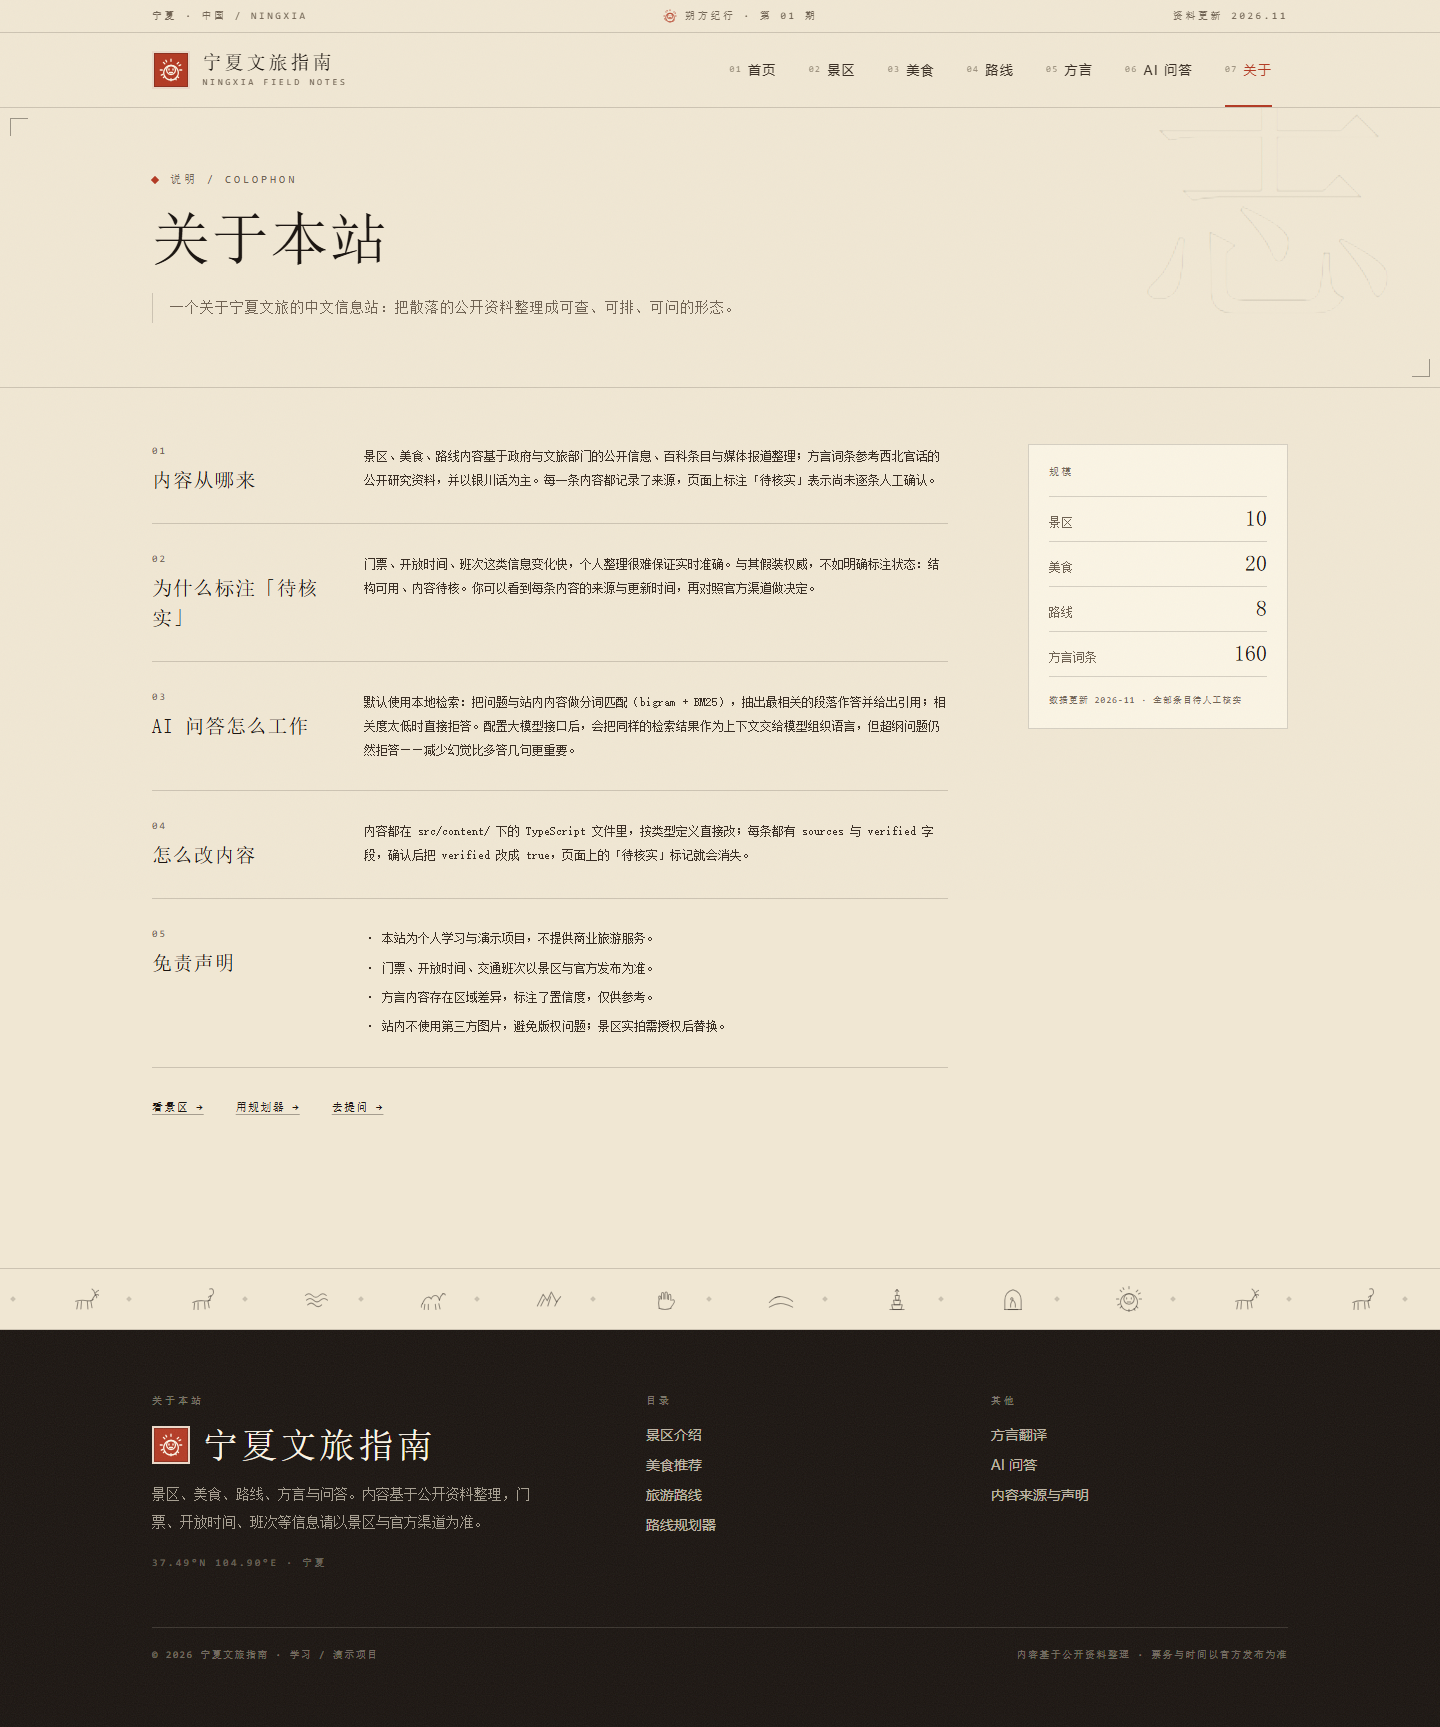 宁夏 · 中国 / NINGXIA
朔方纪行 · 第 01 期
资料更新 2026.11
宁夏文旅指南
NINGXIA FIELD NOTES
01 首页
02 景区
03 美食
04 路线
05 方言
06 AI 问答
07 关于
志
说明 / COLOPHON
关于本站
一个关于宁夏文旅的中文信息站：把散落的公开资料整理成可查、可排、可问的形态。
01
内容从哪来
景区、美食、路线内容基于政府与文旅部门的公开信息、百科条目与媒体报道整理；方言词条参考西北官话的
公开研究资料，并以银川话为主。每一条内容都记录了来源，页面上标注「待核实」表示尚未逐条人工确认。
02
为什么标注「待核
实」
门票、开放时间、班次这类信息变化快，个人整理很难保证实时准确。与其假装权威，不如明确标注状态：结
构可用、内容待核。你可以看到每条内容的来源与更新时间，再对照官方渠道做决定。
03
AI 问答怎么工作
默认使用本地检索：把问题与站内内容做分词匹配（bigram + BM25），抽出最相关的段落作答并给出引用；相
关度太低时直接拒答。配置大模型接口后，会把同样的检索结果作为上下文交给模型组织语言，但超纲问题仍
然拒答——减少幻觉比多答几句更重要。
04
怎么改内容
内容都在 src/content/ 下的 TypeScript 文件里，按类型定义直接改；每条都有 sources 与 verified 字
段，确认后把 verified 改成 true，页面上的「待核实」标记就会消失。
05
免责声明
· 本站为个人学习与演示项目，不提供商业旅游服务。
· 门票、开放时间、交通班次以景区与官方发布为准。
· 方言内容存在区域差异，标注了置信度，仅供参考。
· 站内不使用第三方图片，避免版权问题；景区实拍需授权后替换。
看景区 →
用规划器 →
去提问 →
规模
景区 10
美食 20
路线 8
方言词条 160
数据更新 2026-11 · 全部条目待人工核实
关于本站
宁夏文旅指南
景区、美食、路线、方言与问答。内容基于公开资料整理，门
票、开放时间、班次等信息请以景区与官方渠道为准。
37.49°N 104.90°E · 宁夏
目录
景区介绍
美食推荐
旅游路线
路线规划器
其他
方言翻译
AI 问答
内容来源与声明
© 2026 宁夏文旅指南 · 学习 / 演示项目
内容基于公开资料整理 · 票务与时间以官方发布为准